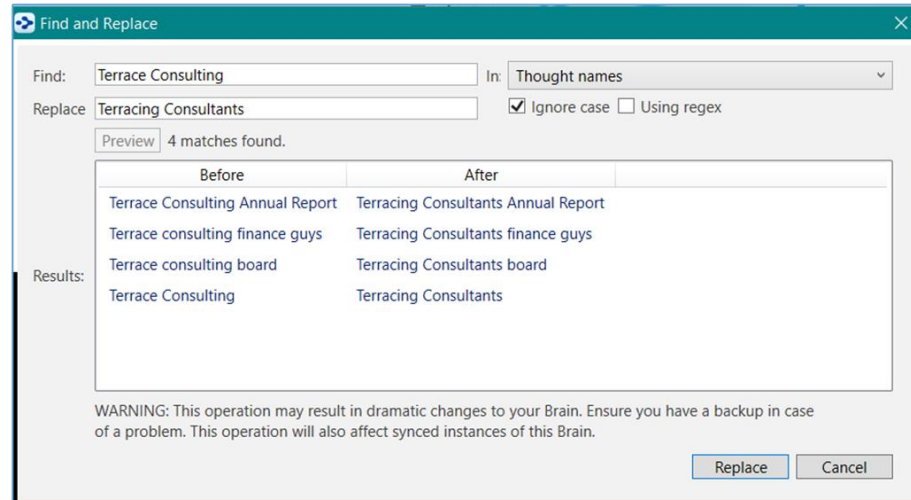 Find and Replace
Find: Terrace Consulting In: Thought names
Replace Terracing Consultants Ignore case Using regex
Preview 4 matches found.
Before After
Terrace Consulting Annual Report Terracing Consultants Annual Report
Terrace consulting finance guys Terracing Consultants finance guys
Terrace consulting board Terracing Consultants board
Results:
Terrace Consulting Terracing Consultants
WARNING: This operation may result in dramatic changes to your Brain. Ensure you have a backup in case
of a problem. This operation will also affect synced instances of this Brain.
Replace Cancel